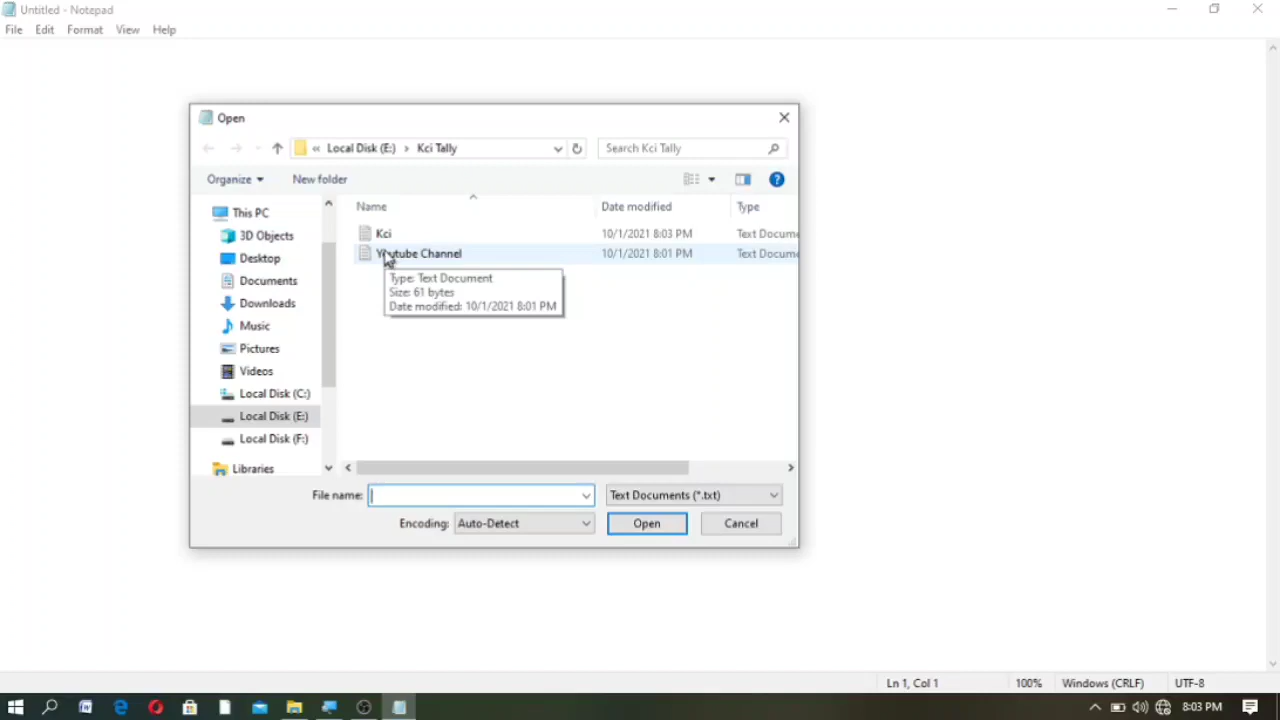 Untitled - Notepad
File Edit Format View Help
Open
« Local Disk (E:) › Kci Tally
Search Kci Tally
Organize New folder
Name Date modified Type
This PC
3D Objects
Desktop
Documents
Downloads
Music
Pictures
Videos
Local Disk (C:)
Local Disk (E:)
Local Disk (F:)
Libraries
Kci 10/1/2021 8:03 PM Text Docume
Youtube Channel 10/1/2021 8:01 PM Text Docume
Type: Text Document
Size: 61 bytes
Date modified: 10/1/2021 8:01 PM
File name: Text Documents (*.txt)
Encoding: Auto-Detect Open Cancel
Ln 1, Col 1 100% Windows (CRLF) UTF-8
8:03 PM